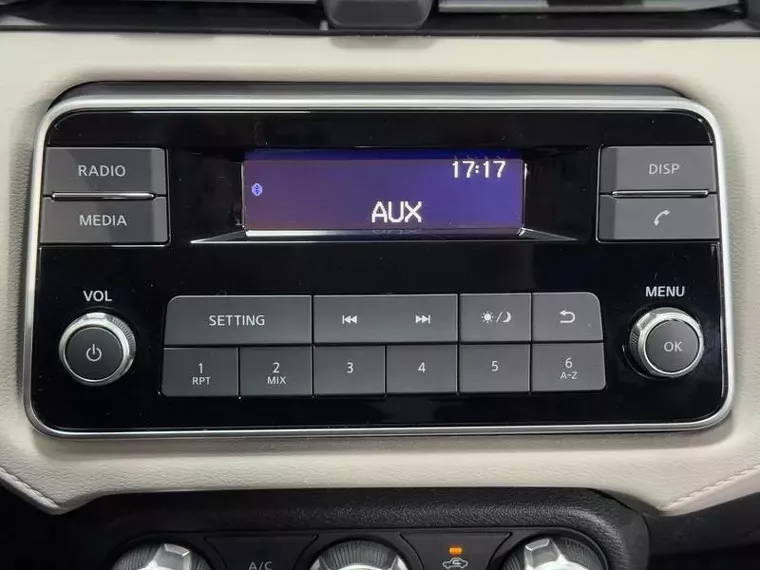 RADIO
MEDIA
17:17
AUX
DISP
VOL
MENU
OK
SETTING
1
RPT
2
MIX
3
4
5
6
A-Z
A/C